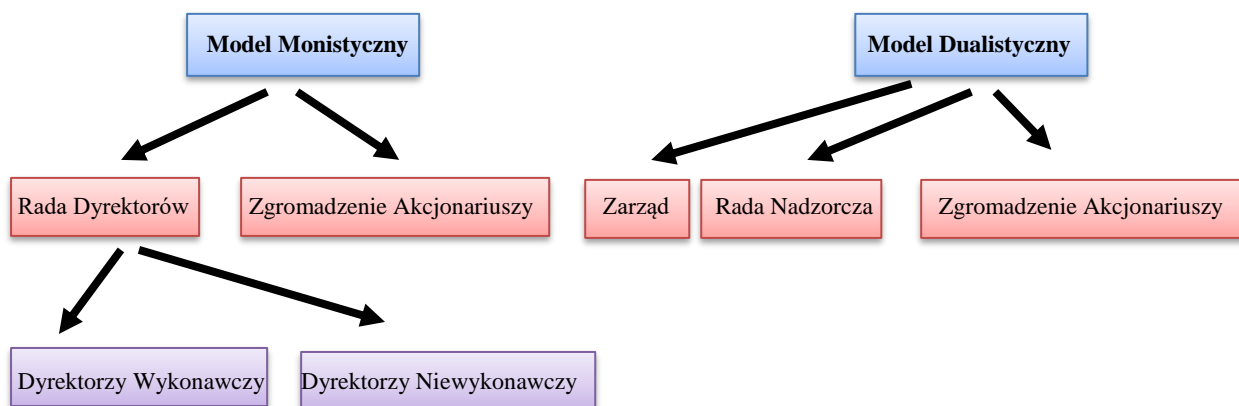 Model Monistyczny
Model Dualistyczny
Rada Dyrektorów
Zgromadzenie Akcjonariuszy
Zarząd
Rada Nadzorcza
Zgromadzenie Akcjonariuszy
Dyrektorzy Wykonawczy
Dyrektorzy Niewykonawczy